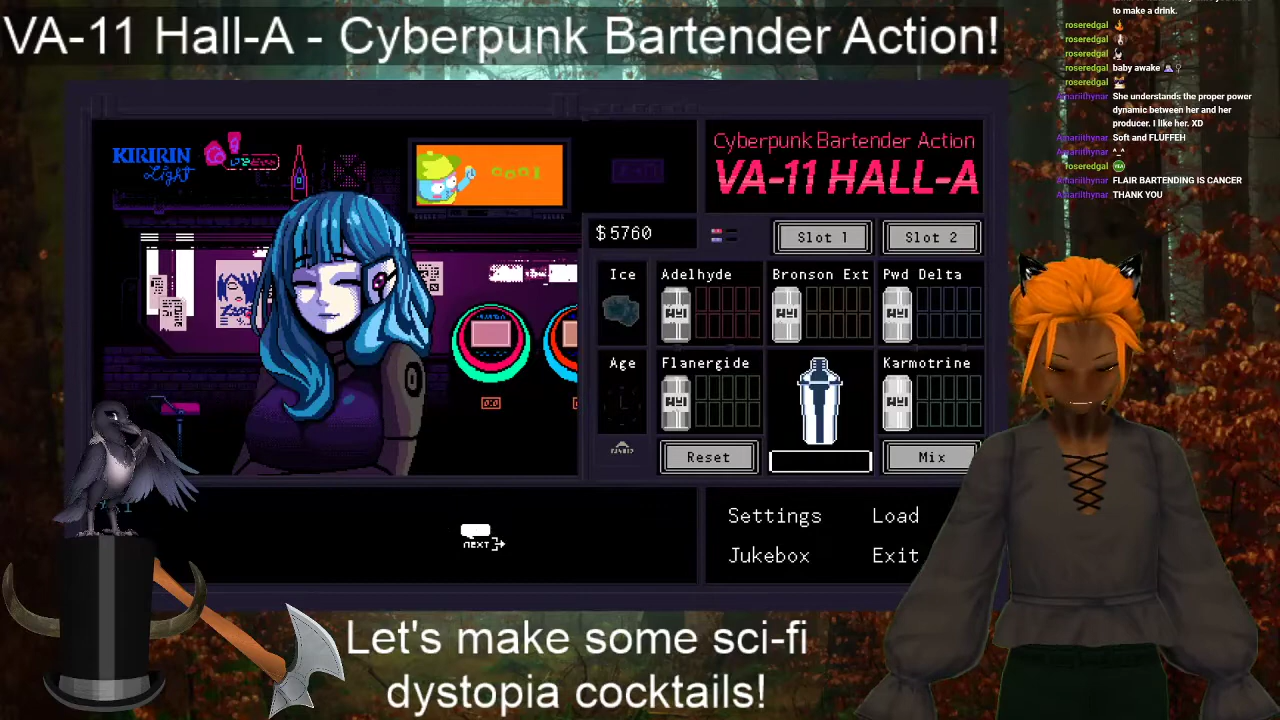 VA-11 Hall-A - Cyberpunk Bartender Action!
to make a drink.
roseredgal
roseredgal
roseredgal
roseredgal baby awake
roseredgal
Amarilthynar She understands the proper power
dynamic between her and her
producer. I like her. XD
Amarilthynar Soft and FLUFFEH
Amarilthynar ^_^
roseredgal
Amarilthynar FLAIR BARTENDING IS CANCER
Amarilthynar THANK YOU
KIRIRIN
Light
Cyberpunk Bartender Action
VA-11 HALL-A
$ 5760
Slot 1
Slot 2
Ice
Adelhyde
Bronson Ext
Pwd Delta
Age
Flanergide
Karmotrine
Reset
Mix
NEXT
Settings
Load
Jukebox
Exit
Let's make some sci-fi
dystopia cocktails!